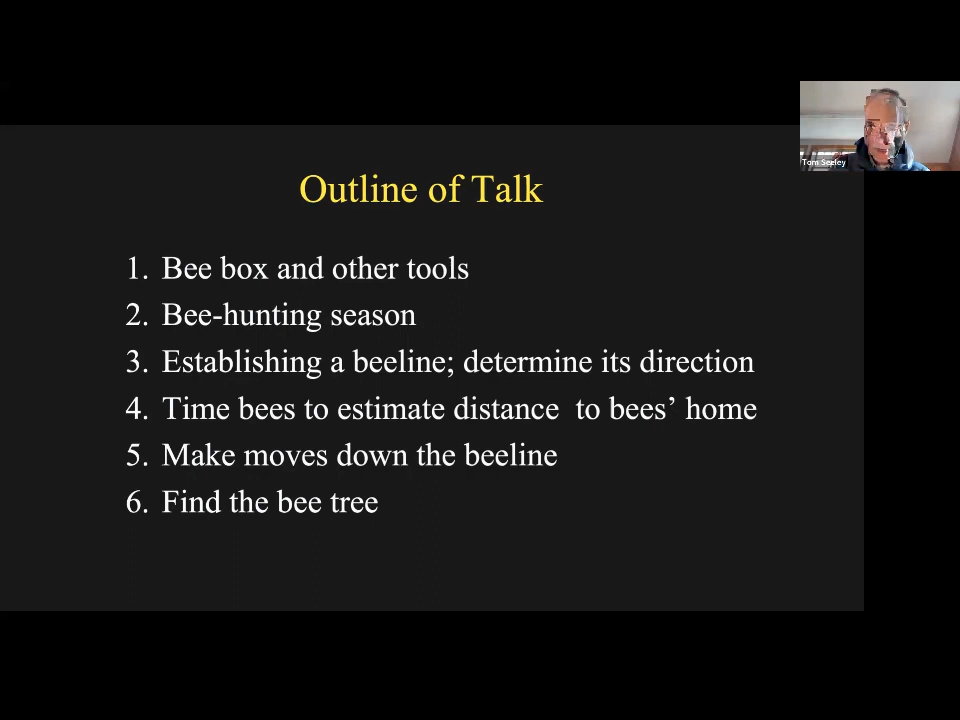 Tom Seeley
Outline of Talk
1. Bee box and other tools
2. Bee-hunting season
3. Establishing a beeline; determine its direction
4. Time bees to estimate distance  to bees’ home
5. Make moves down the beeline
6. Find the bee tree